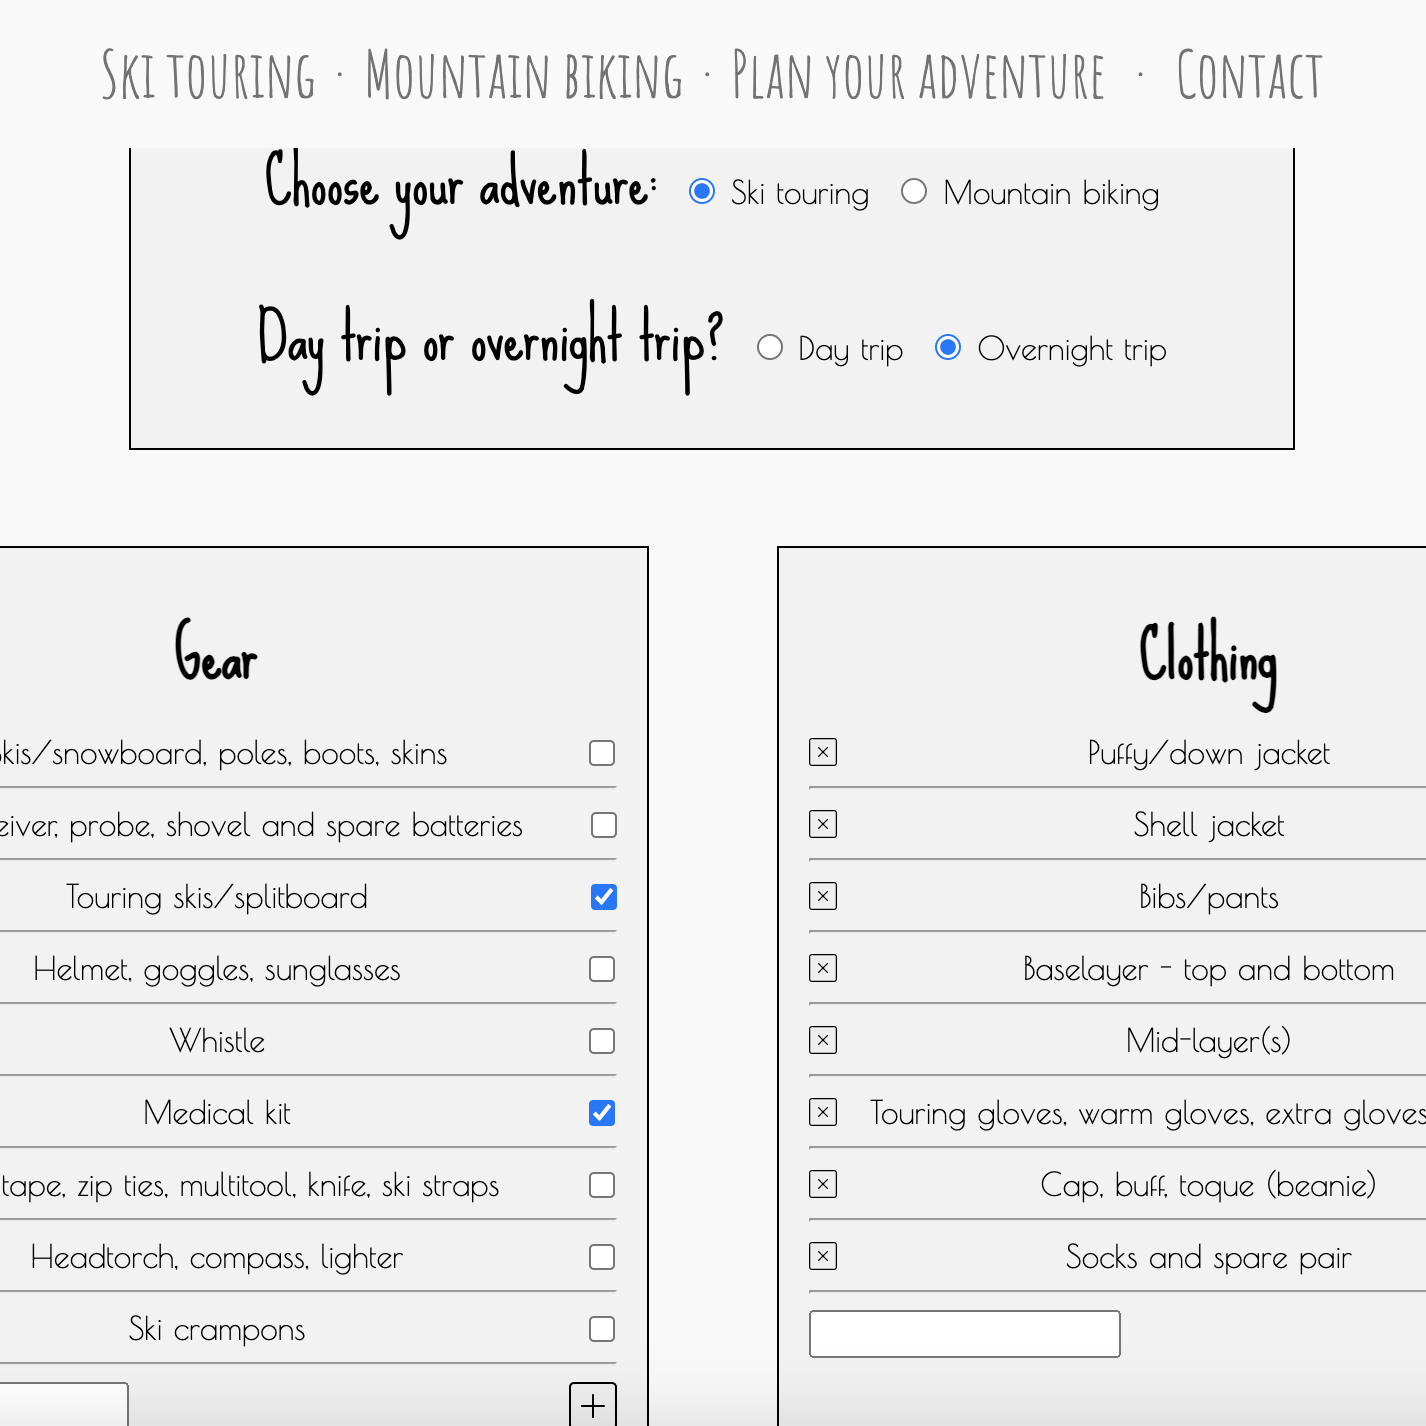 Ski touring · Mountain biking · Plan your adventure · Contact
Choose your adventure: Ski touring Mountain biking
Day trip or overnight trip? Day trip Overnight trip
Gear
skis/snowboard, poles, boots, skins
probe, shovel and spare batteries
Touring skis/splitboard
Helmet, goggles, sunglasses
Whistle
Medical kit
tape, zip ties, multitool, knife, ski straps
Headtorch, compass, lighter
Ski crampons
Clothing
Puffy/down jacket
Shell jacket
Bibs/pants
Baselayer - top and bottom
Mid-layer(s)
Touring gloves, warm gloves, extra gloves
Cap, buff, toque (beanie)
Socks and spare pair